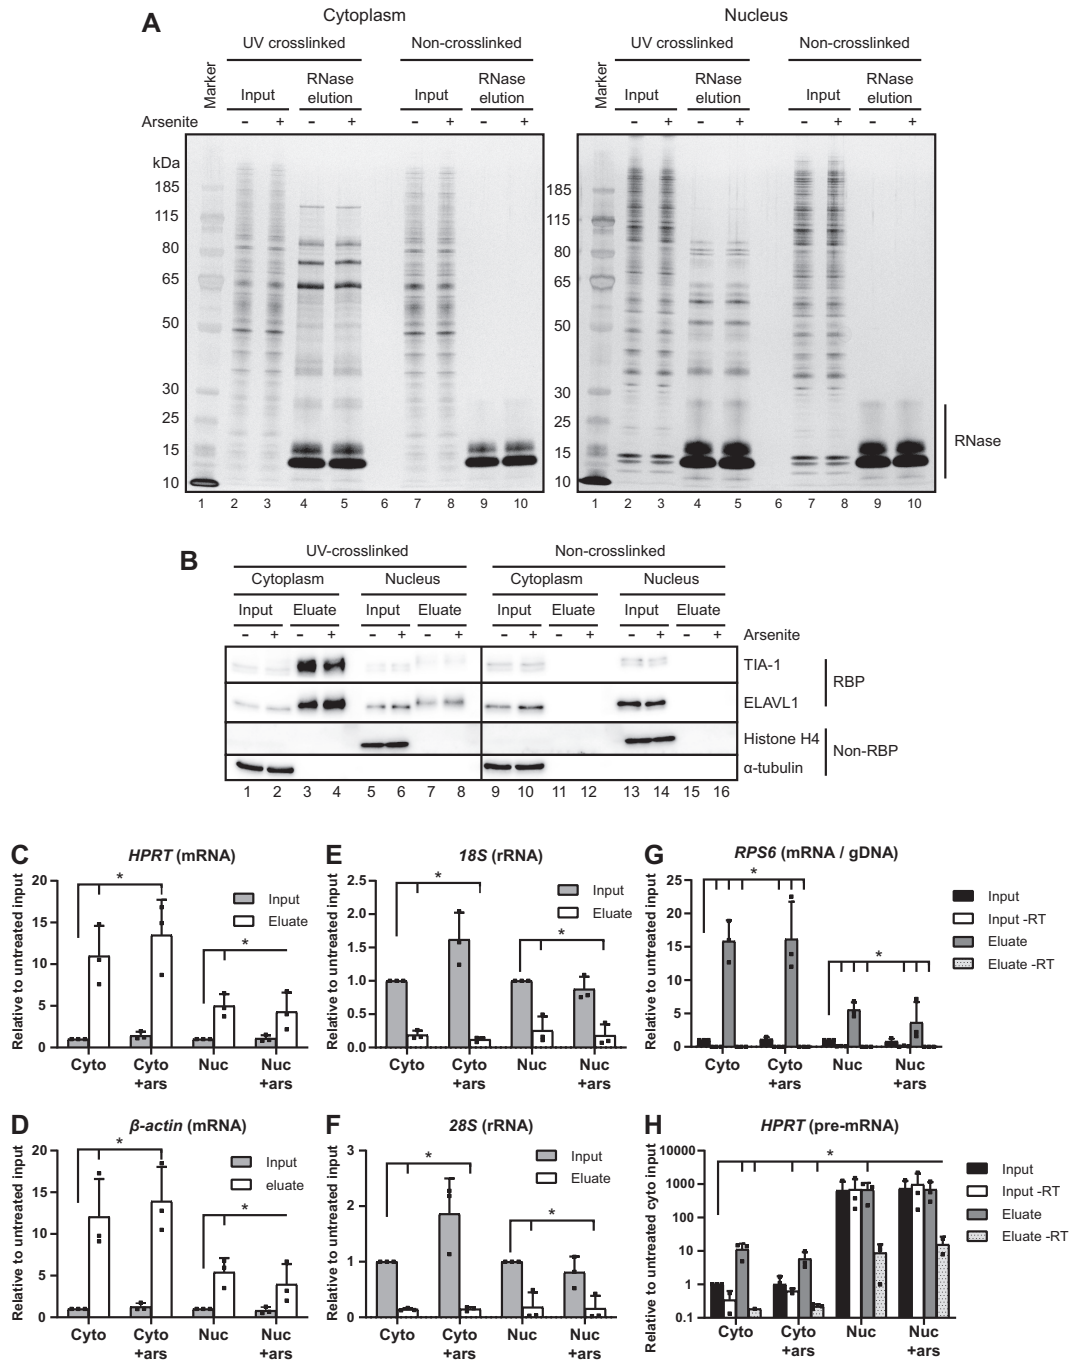 A
Cytoplasm
Nucleus
UV crosslinked
Non-crosslinked
UV crosslinked
Non-crosslinked
Marker
Input
RNase elution
Input
RNase elution
Marker
Input
RNase elution
Input
RNase elution
Arsenite - + - + - + - + - + - + - + - +
kDa
185
115
80
65
50
30
25
15
10
185
115
80
65
50
30
25
15
10
RNase
1 2 3 4 5 6 7 8 9 10
1 2 3 4 5 6 7 8 9 10
B
UV-crosslinked
Non-crosslinked
Cytoplasm
Nucleus
Cytoplasm
Nucleus
Input Eluate Input Eluate Input Eluate Input Eluate
- + - + - + - + - + - + - + - + Arsenite
TIA-1
ELAVL1
RBP
Histone H4
α-tubulin
Non-RBP
1 2 3 4 5 6 7 8 9 10 11 12 13 14 15 16
C
HPRT (mRNA)
Relative to untreated input
20
15
10
5
0
*
*
Input
Eluate
Cyto
Cyto +ars
Nuc
Nuc +ars
E
18S (rRNA)
Relative to untreated input
2.5
2.0
1.5
1.0
0.5
0.0
*
*
Input
Eluate
Cyto
Cyto +ars
Nuc
Nuc +ars
G
RPS6 (mRNA / gDNA)
Relative to untreated input
25
20
15
10
5
0
*
*
Input
Input -RT
Eluate
Eluate -RT
Cyto
Cyto +ars
Nuc
Nuc +ars
D
β-actin (mRNA)
Relative to untreated input
20
15
10
5
0
*
*
Input
eluate
Cyto
Cyto +ars
Nuc
Nuc +ars
F
28S (rRNA)
Relative to untreated input
3
2
1
0
*
*
Input
Eluate
Cyto
Cyto +ars
Nuc
Nuc +ars
H
HPRT (pre-mRNA)
Relative to untreated cyto input
10000
1000
100
10
1
0.1
*
Input
Input -RT
Eluate
Eluate -RT
Cyto
Cyto +ars
Nuc
Nuc +ars